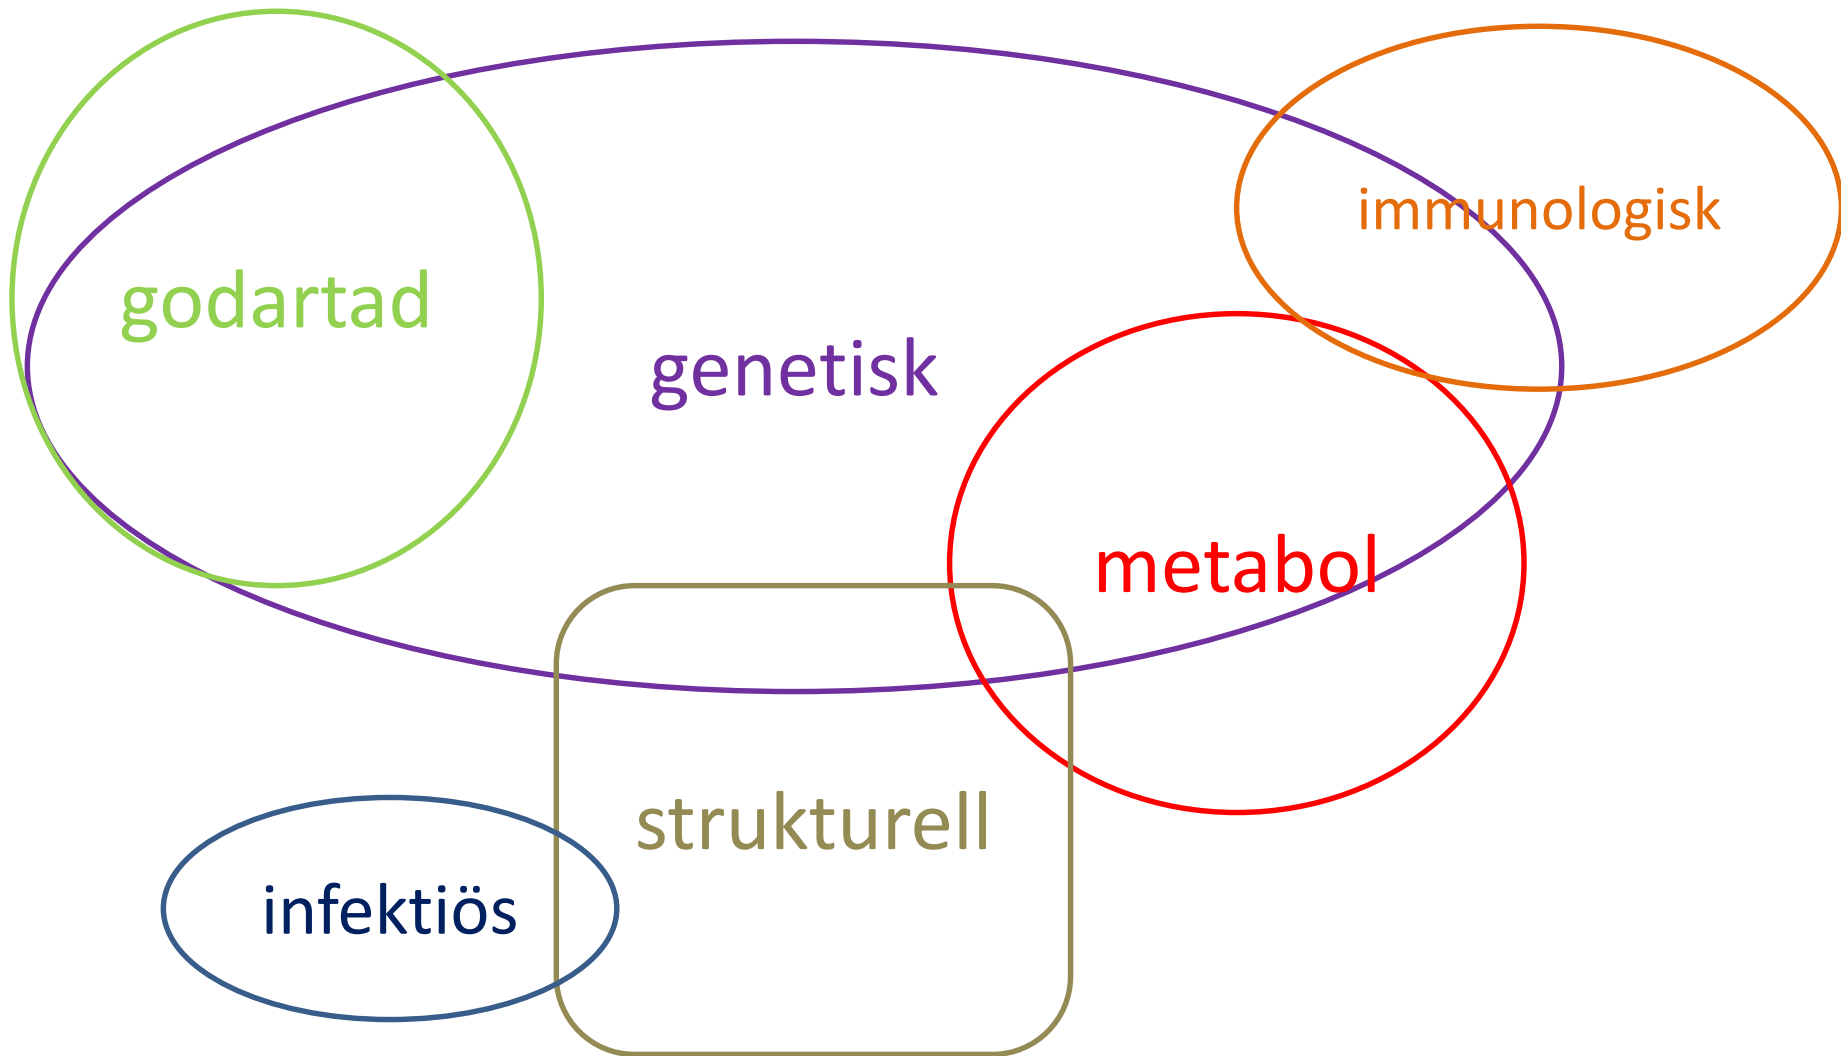 immunologisk
godartad
genetisk
metabol
strukturell
infektiös